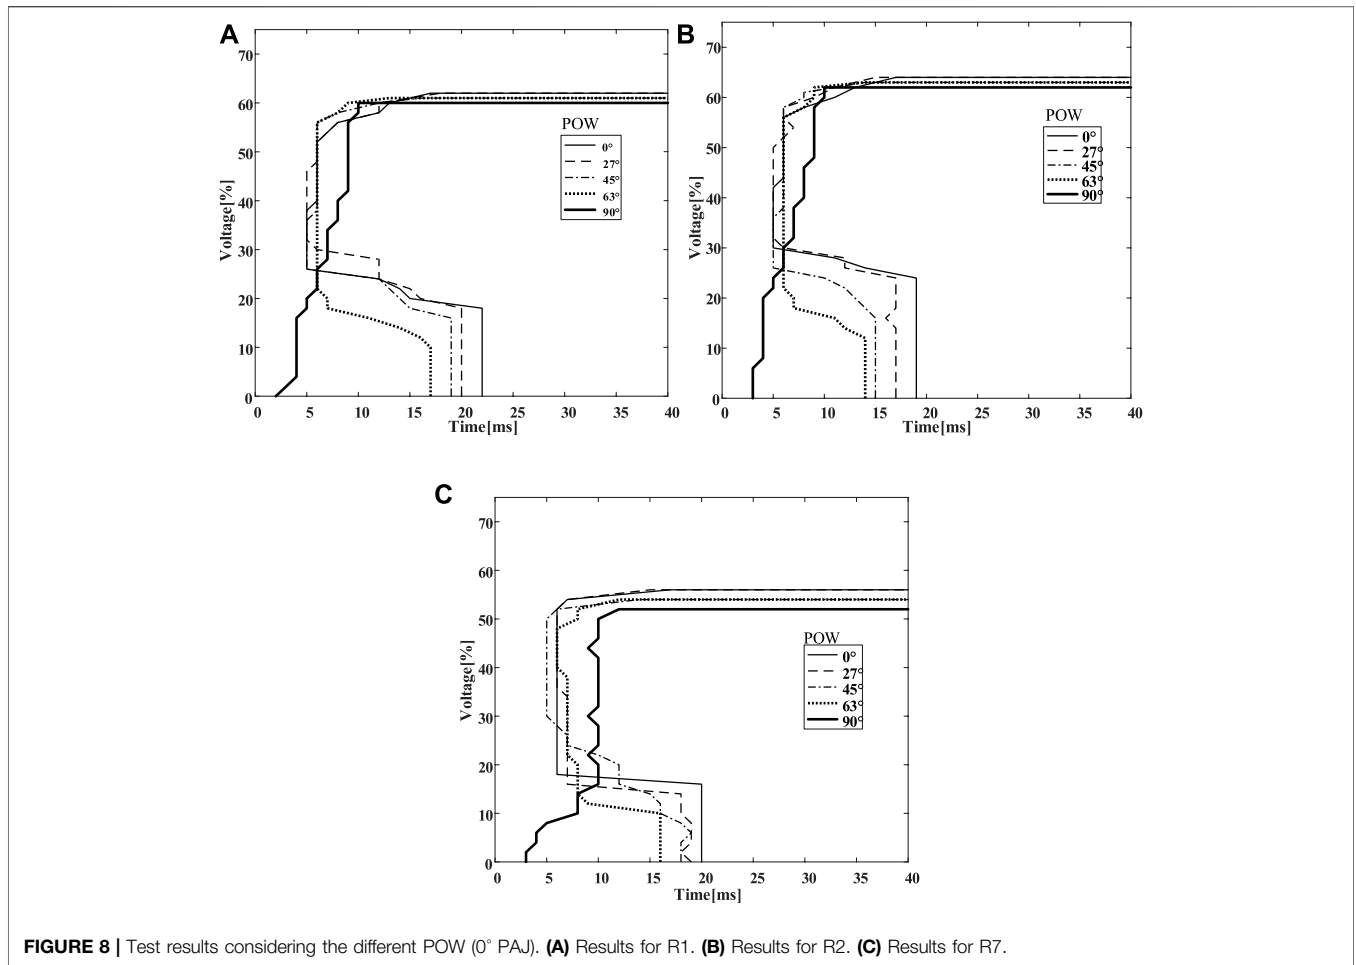 A
70
60
50
40
30
20
10
0
Voltage[%]
0 5 10 15 20 25 30 35 40
Time[ms]
POW
0°
27°
45°
63°
90°
B
70
60
50
40
30
20
10
0
Voltage[%]
0 5 10 15 20 25 30 35 40
Time[ms]
POW
0°
27°
45°
63°
90°
C
70
60
50
40
30
20
10
0
Voltage[%]
0 5 10 15 20 25 30 35 40
Time[ms]
POW
0°
27°
45°
63°
90°
FIGURE 8 | Test results considering the different POW (0° PAJ). (A) Results for R1. (B) Results for R2. (C) Results for R7.